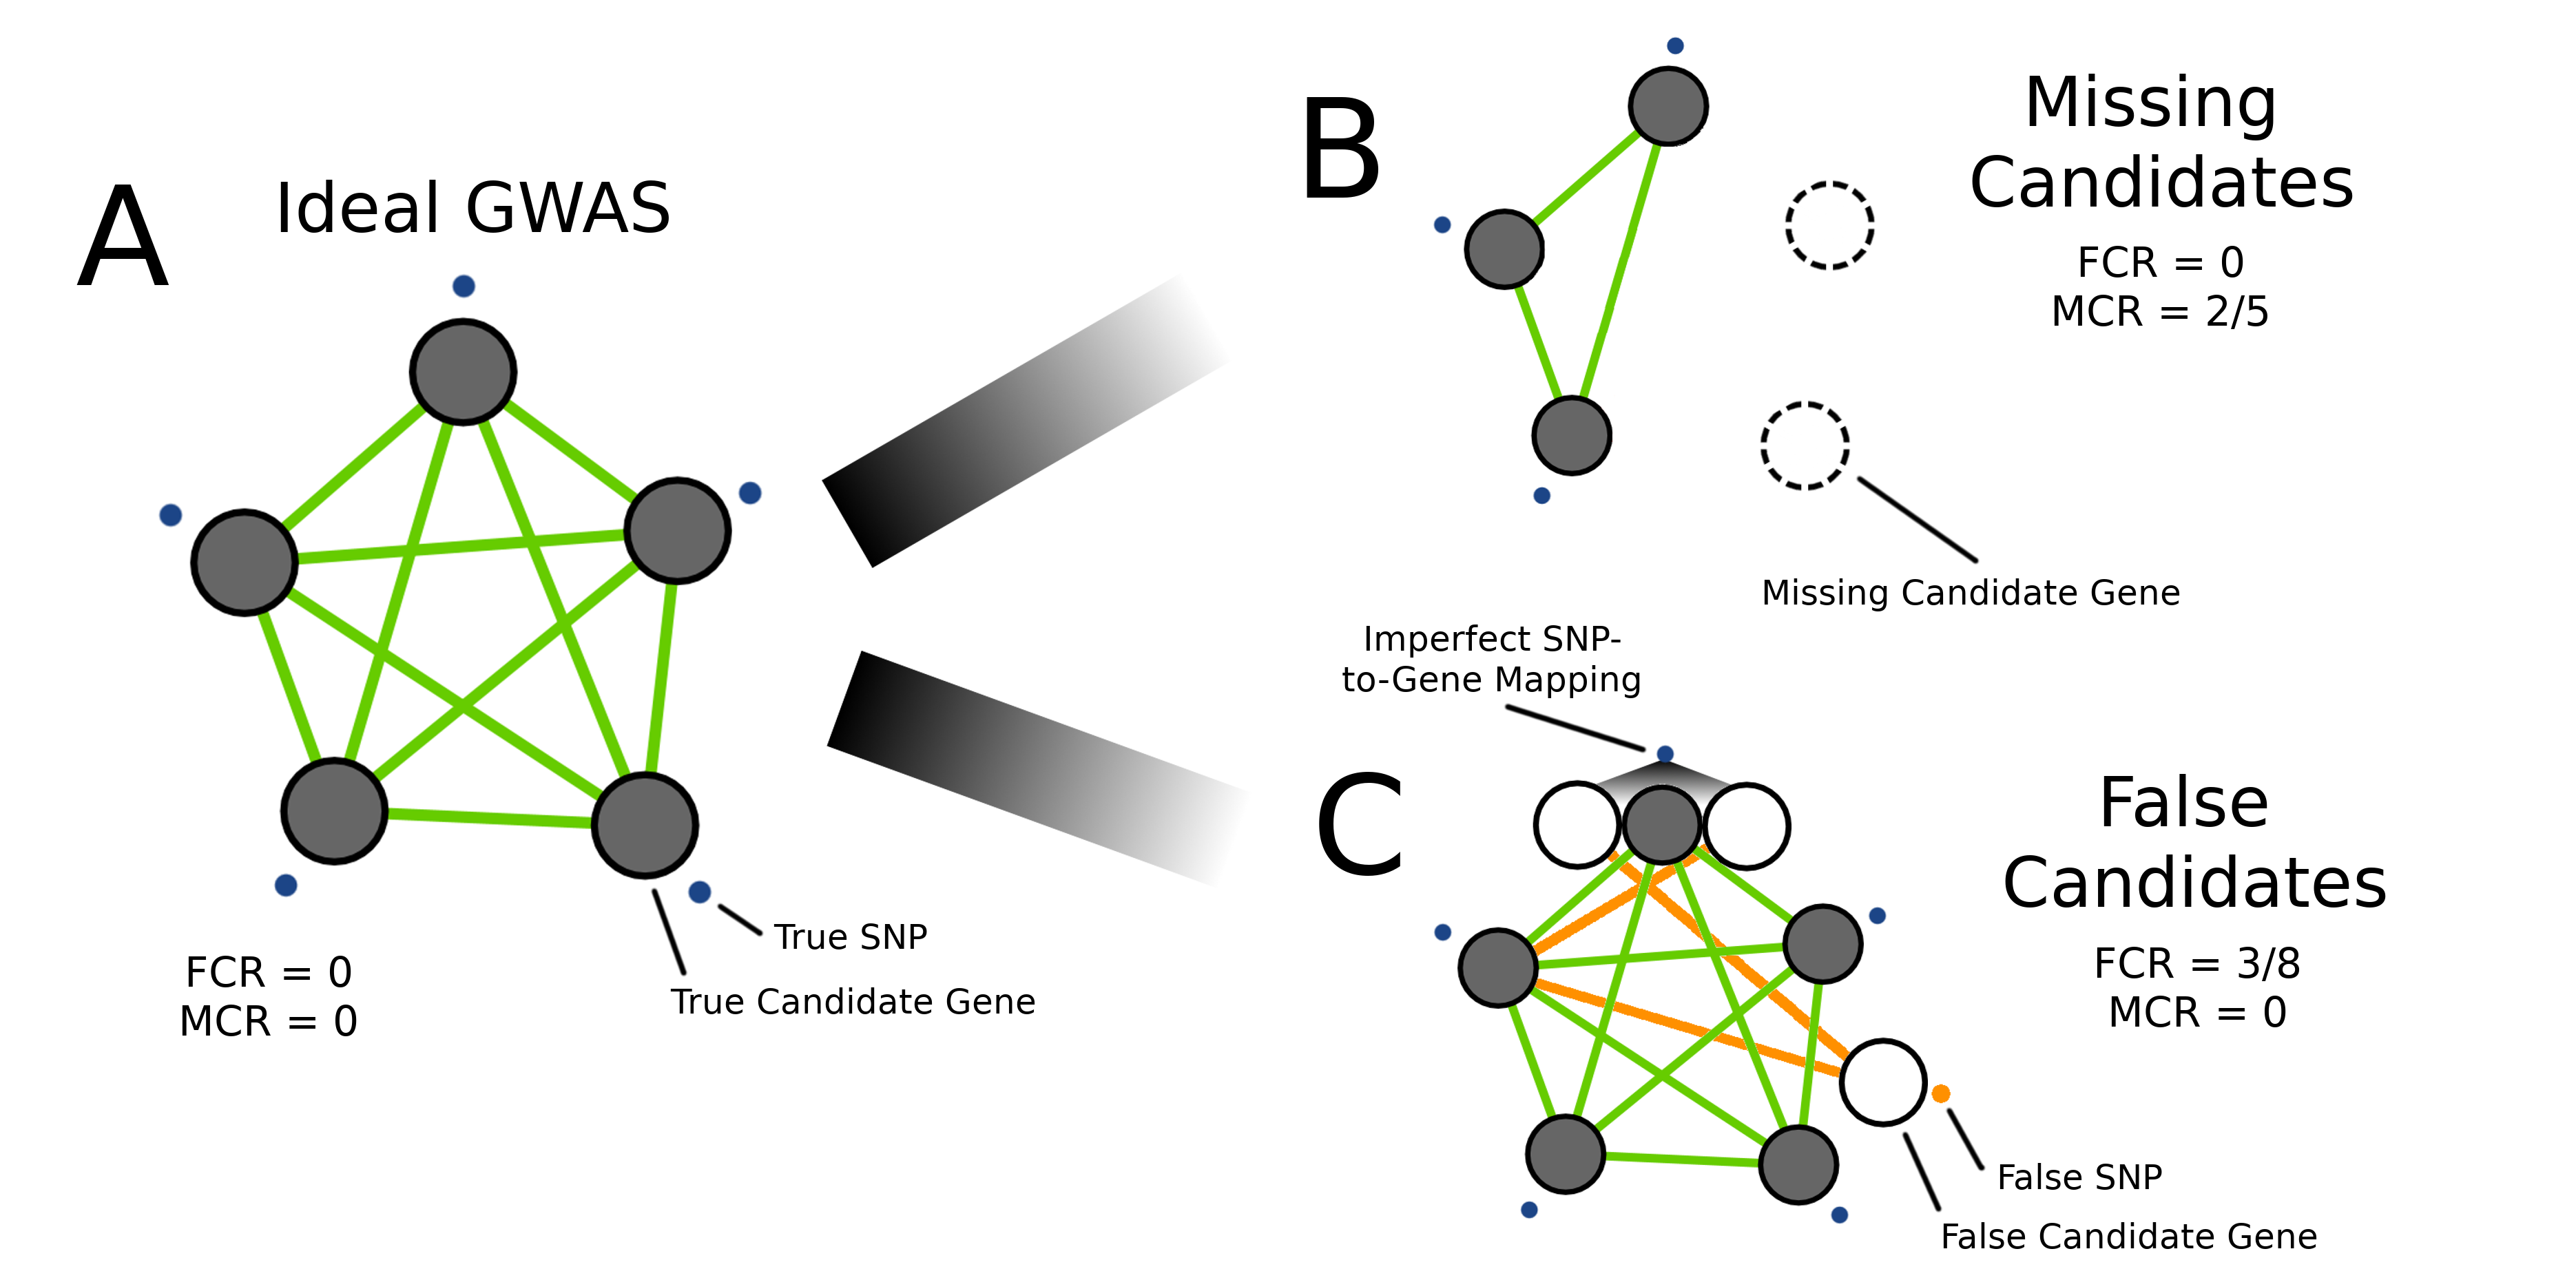 A
Ideal GWAS
True SNP
True Candidate Gene
FCR = 0
MCR = 0
B
Missing
Candidates
FCR = 0
MCR = 2/5
Missing Candidate Gene
Imperfect SNP-
to-Gene Mapping
C
False
Candidates
FCR = 3/8
MCR = 0
False SNP
False Candidate Gene